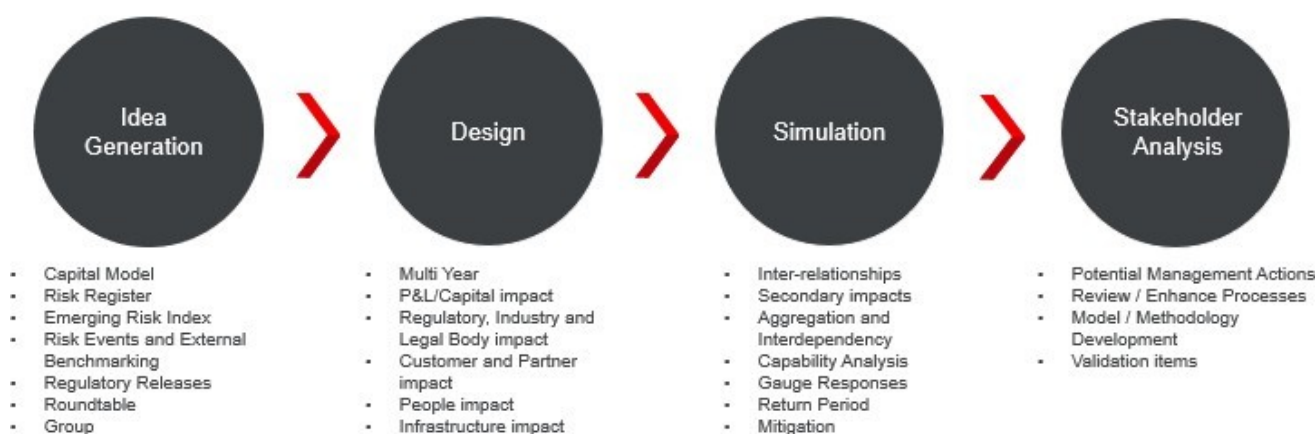 Idea
Generation
Design
Simulation
Stakeholder
Analysis
▪ Capital Model
▪ Risk Register
▪ Emerging Risk Index
▪ Risk Events and External
Benchmarking
▪ Regulatory Releases
▪ Roundtable
▪ Group
▪ Multi Year
▪ P&L/Capital impact
▪ Regulatory, Industry and
Legal Body impact
▪ Customer and Partner
impact
▪ People impact
▪ Infrastructure impact
▪ Inter-relationships
▪ Secondary impacts
▪ Aggregation and
Interdependency
▪ Capability Analysis
▪ Gauge Responses
▪ Return Period
▪ Mitigation
▪ Potential Management Actions
▪ Review / Enhance Processes
▪ Model / Methodology
Development
▪ Validation items